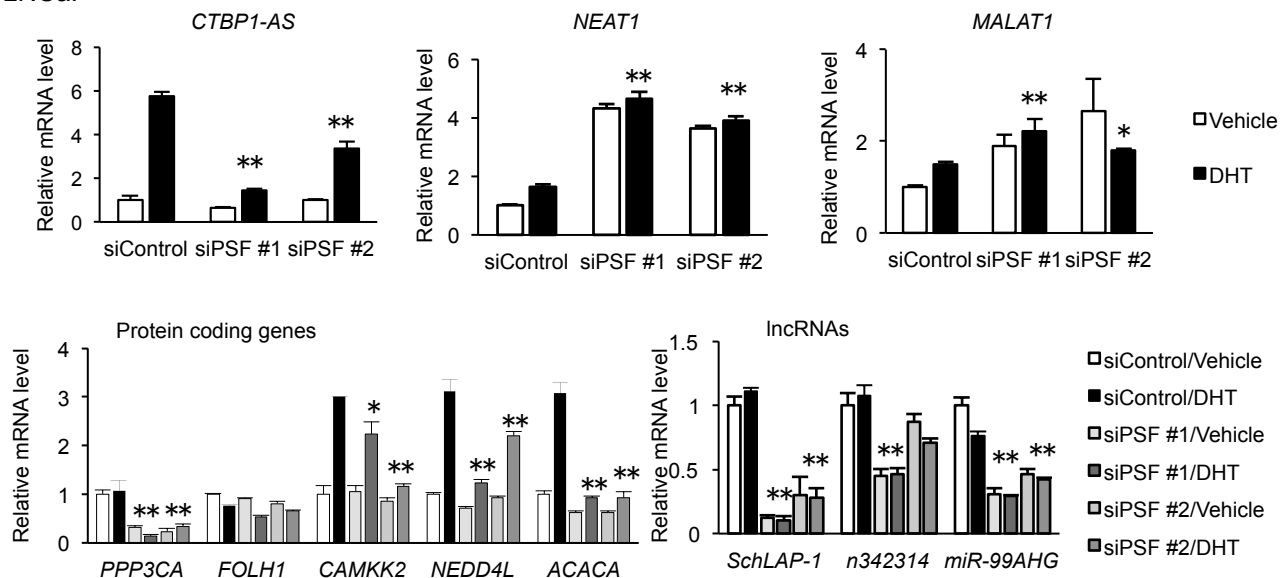 CTBP1-AS
Relative mRNA level
8
6
4
2
0
**
**
siControl siPSF #1 siPSF #2
NEAT1
Relative mRNA level
6
4
2
0
**
**
siControl siPSF #1 siPSF #2
MALAT1
Relative mRNA level
4
2
0
**
*
siControl siPSF #1 siPSF #2
Vehicle
DHT
Protein coding genes
Relative mRNA level
4
3
2
1
0
** ** * ** ** ** ** **
PPP3CA FOLH1 CAMKK2 NEDD4L ACACA
lncRNAs
Relative mRNA level
1.5
1
0.5
0
** ** ** ** **
SchLAP-1 n342314 miR-99AHG
siControl/Vehicle
siControl/DHT
siPSF #1/Vehicle
siPSF #1/DHT
siPSF #2/Vehicle
siPSF #2/DHT